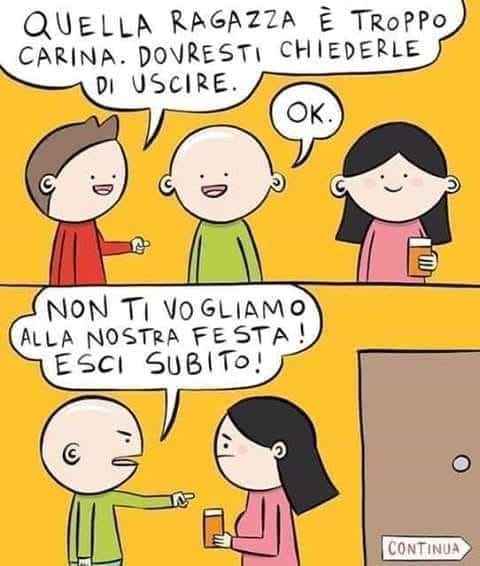 QUELLA RAGAZZA È TROPPO
CARINA. DOVRESTI CHIEDERLE
DI USCIRE.
OK.
NON TI VOGLIAMO
ALLA NOSTRA FESTA!
ESCI SUBITO!
CONTINUA